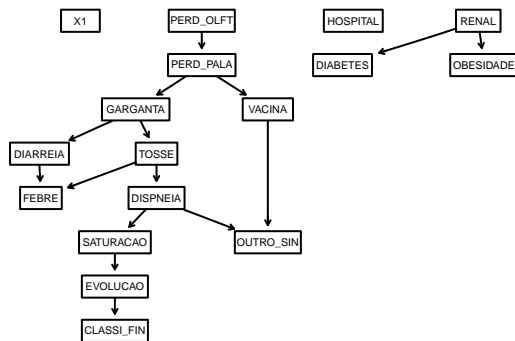 X1
PERD_OLFT
HOSPITAL
RENAL
PERD_PALA
DIABETES
OBESIDADE
GARGANTA
VACINA
DIARREIA
TOSSE
FEBRE
DISPNEIA
SATURACAO
OUTRO_SIN
EVOLUCAO
CLASSI_FIN